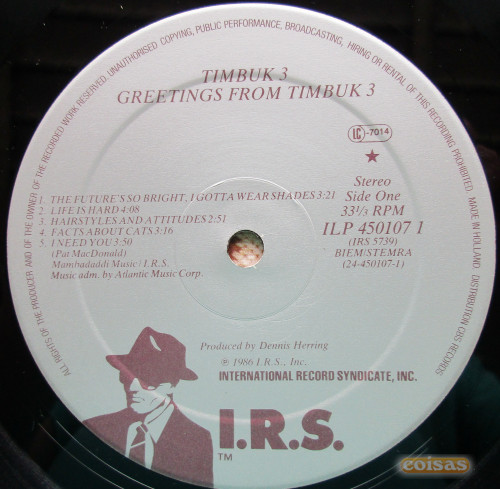 ALL RIGHTS OF THE PRODUCER AND OF THE OWNER OF THE RECORDED WORK RESERVED. UNAUTHORISED COPYING, PUBLIC PERFORMANCE, BROADCASTING, HIRING OR RENTAL OF THIS RECORDING PROHIBITED. MADE IN HOLLAND. DISTRIBUTION CBS RECORDS
TIMBUK 3
GREETINGS FROM TIMBUK 3
LC-7014
Stereo
Side One
33⅓ RPM
ILP 450107 1
(IRS 5739)
BIEM/STEMRA
(24-450107-1)
1. THE FUTURE'S SO BRIGHT, I GOTTA WEAR SHADES 3:21
2. LIFE IS HARD 4:08
3. HAIRSTYLES AND ATTITUDES 2:51
4. FACTS ABOUT CATS 3:16
5. I NEED YOU 3:50
(Pat MacDonald)
Mambadaddi Music / I.R.S.
Music adm. by Atlantic Music Corp.
Produced by Dennis Herring
℗ 1986 I.R.S., Inc.
INTERNATIONAL RECORD SYNDICATE, INC.
I.R.S.
TM
coisas